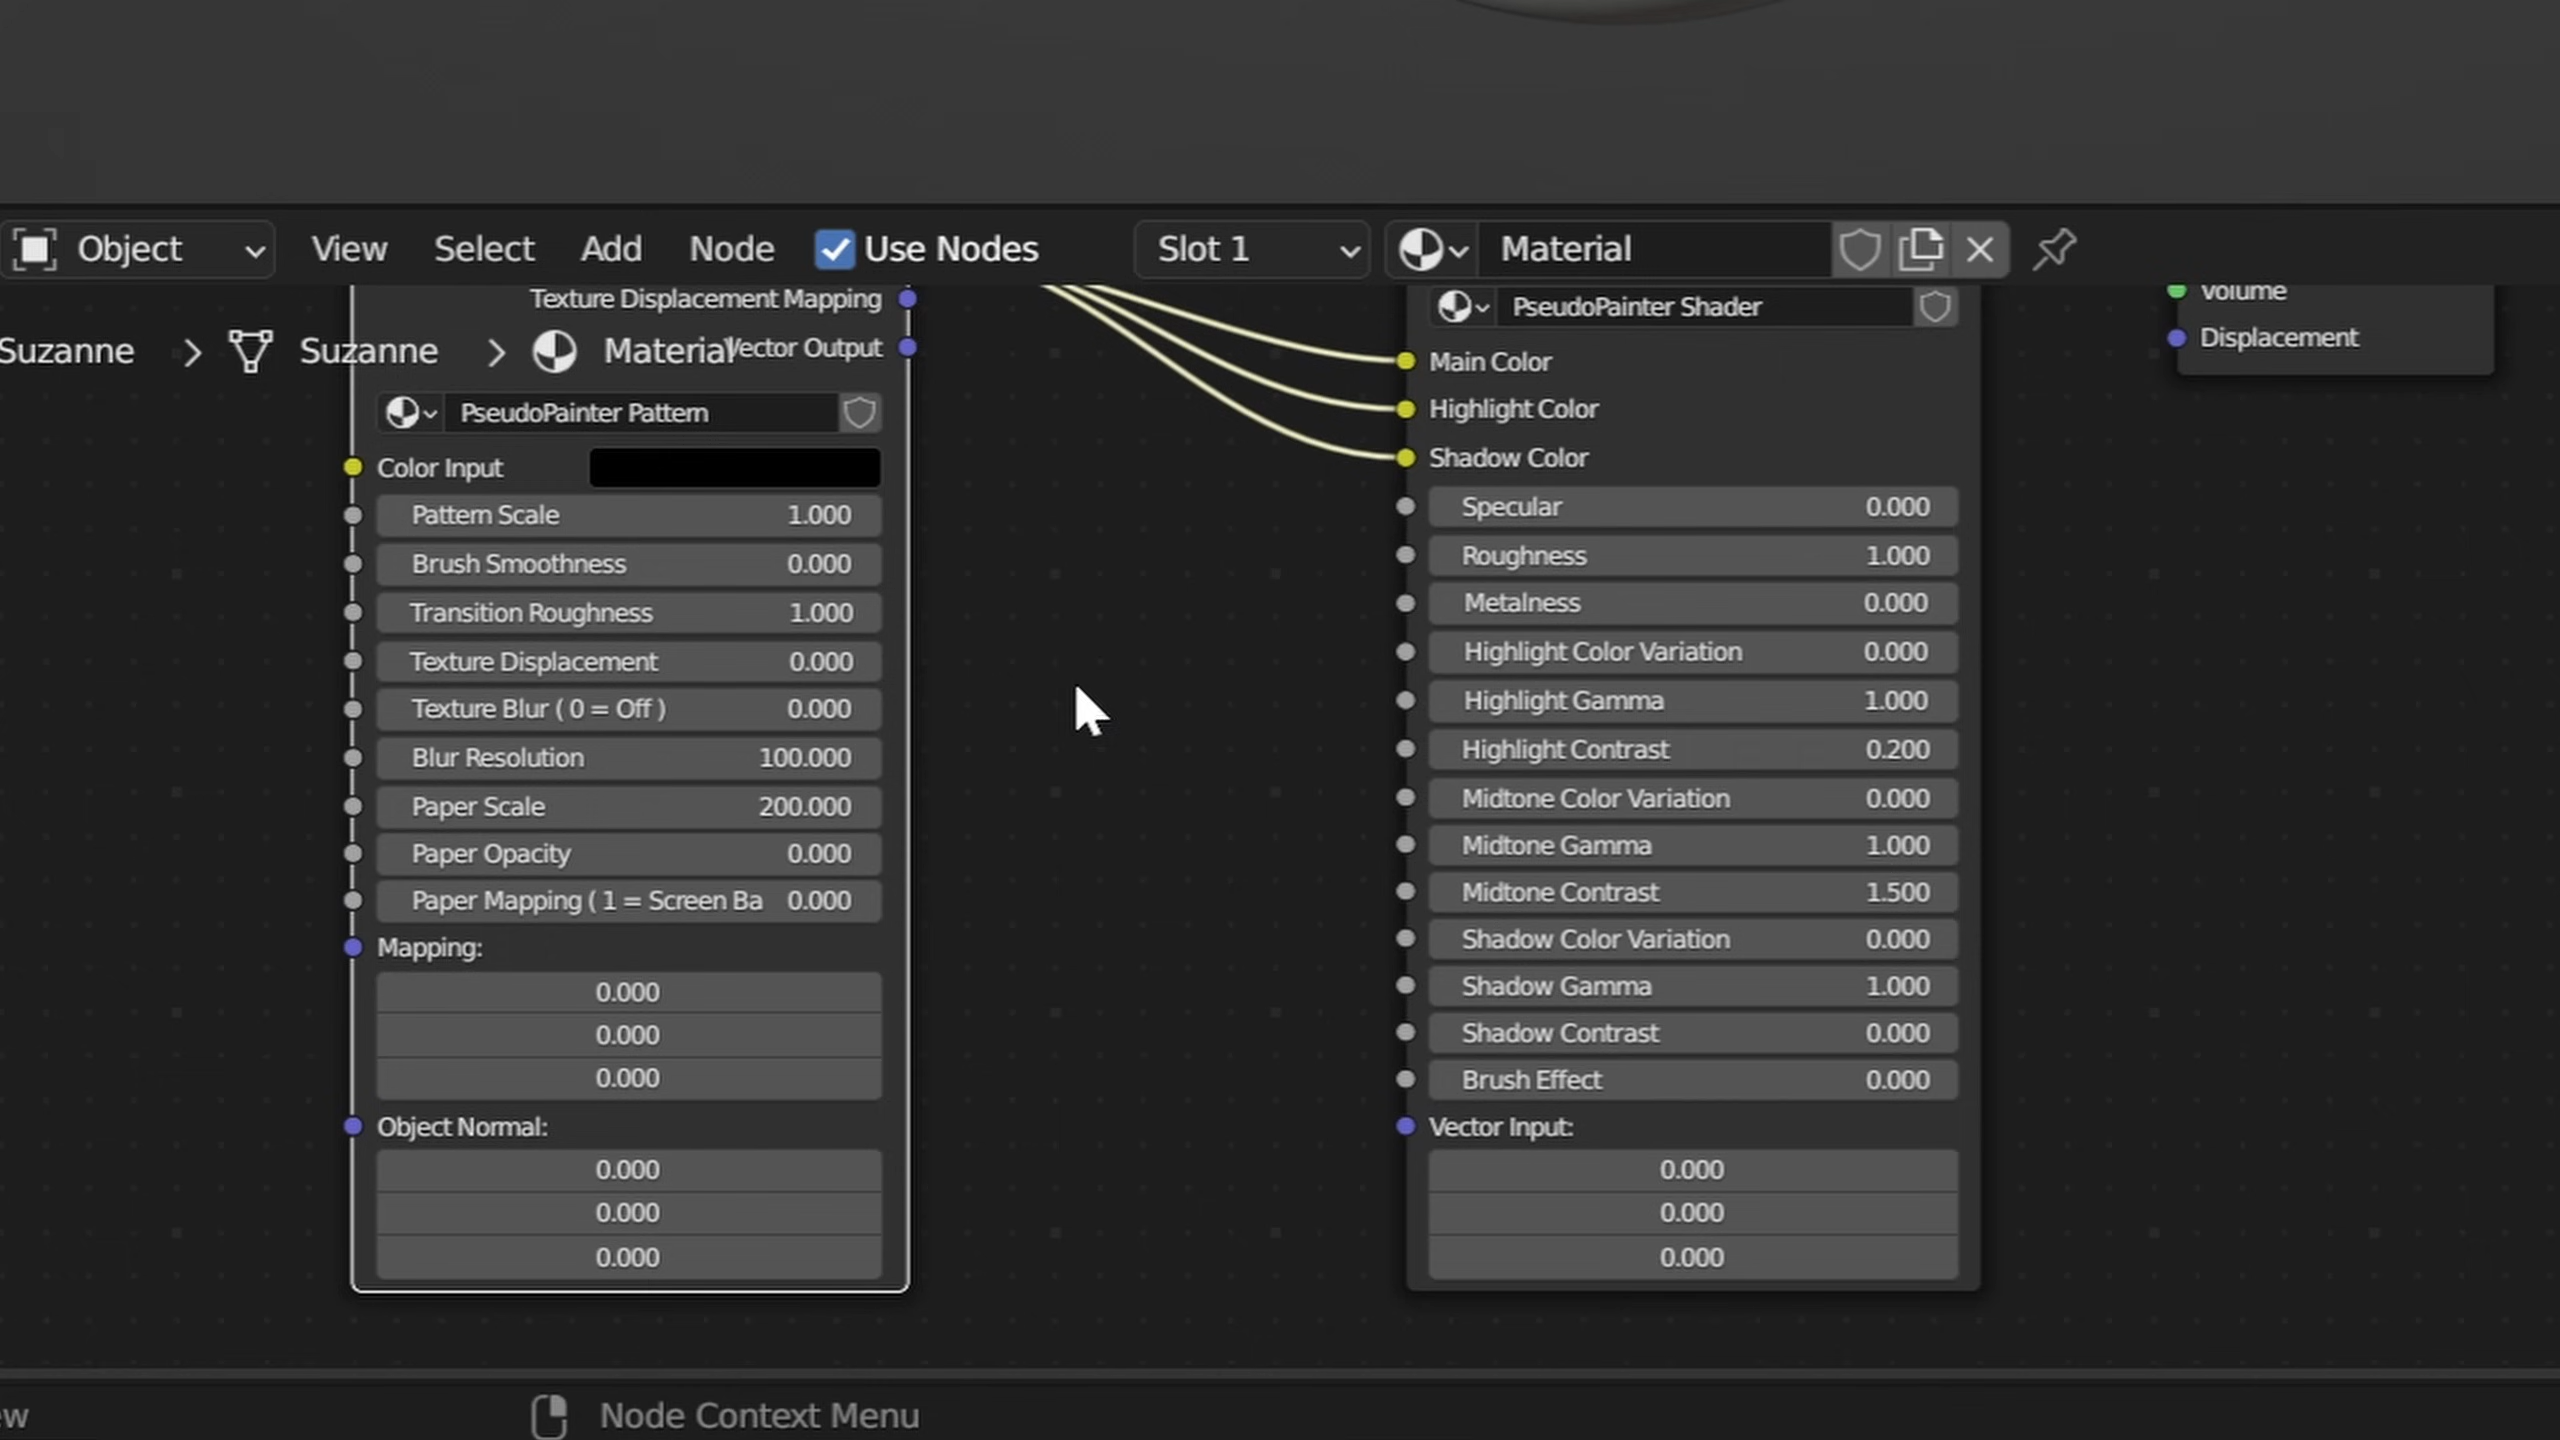 Object View Select Add Node Use Nodes Slot 1 Material
Suzanne > Suzanne > Material
Texture Displacement Mapping
Vector Output
PseudoPainter Pattern
Color Input
Pattern Scale 1.000
Brush Smoothness 0.000
Transition Roughness 1.000
Texture Displacement 0.000
Texture Blur ( 0 = Off ) 0.000
Blur Resolution 100.000
Paper Scale 200.000
Paper Opacity 0.000
Paper Mapping ( 1 = Screen Ba 0.000
Mapping:
0.000
0.000
0.000
Object Normal:
0.000
0.000
0.000
PseudoPainter Shader
Main Color
Highlight Color
Shadow Color
Specular 0.000
Roughness 1.000
Metalness 0.000
Highlight Color Variation 0.000
Highlight Gamma 1.000
Highlight Contrast 0.200
Midtone Color Variation 0.000
Midtone Gamma 1.000
Midtone Contrast 1.500
Shadow Color Variation 0.000
Shadow Gamma 1.000
Shadow Contrast 0.000
Brush Effect 0.000
Vector Input:
0.000
0.000
0.000
Volume
Displacement
ew Node Context Menu